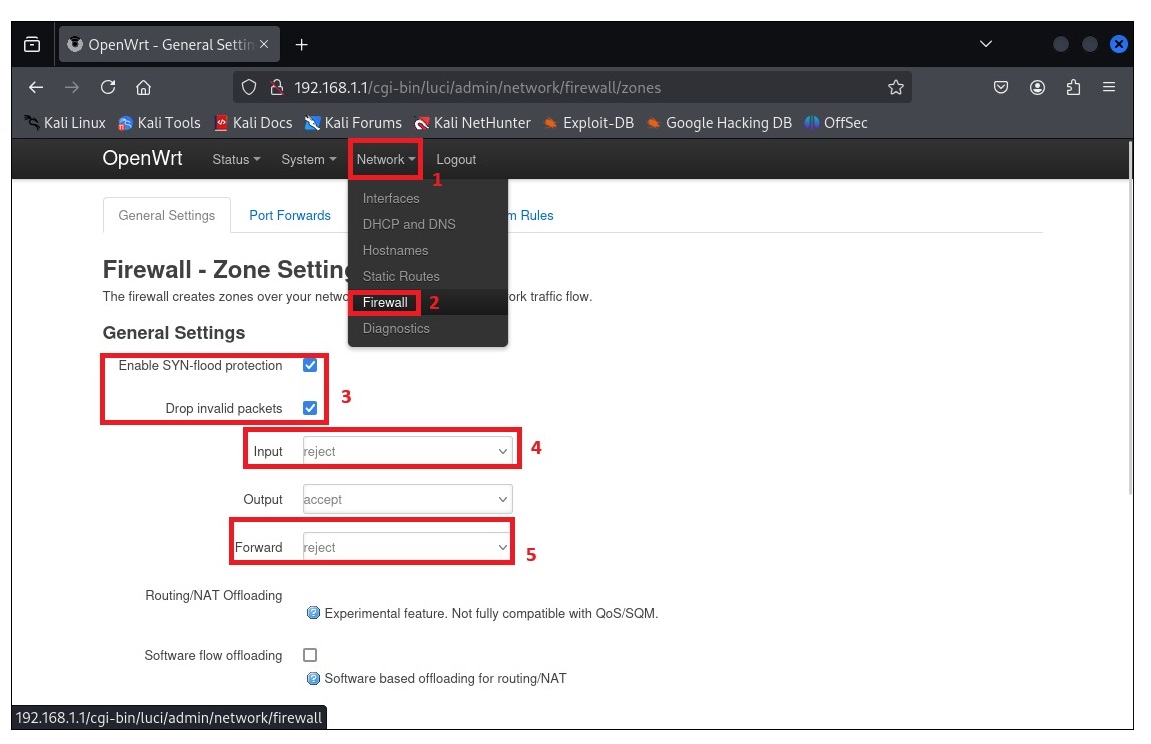 OpenWrt - General Settin
192.168.1.1/cgi-bin/luci/admin/network/firewall/zones
Kali Linux Kali Tools Kali Docs Kali Forums Kali NetHunter Exploit-DB Google Hacking DB OffSec
OpenWrt Status System Network Logout
1
Interfaces
DHCP and DNS
Hostnames
Static Routes
Firewall 2
Diagnostics
General Settings Port Forwards m Rules
Firewall - Zone Setting
The firewall creates zones over your netwo ork traffic flow.
General Settings
Enable SYN-flood protection
3
Drop invalid packets
Input reject 4
Output accept
Forward reject 5
Routing/NAT Offloading
Experimental feature. Not fully compatible with QoS/SQM.
Software flow offloading
Software based offloading for routing/NAT
192.168.1.1/cgi-bin/luci/admin/network/firewall